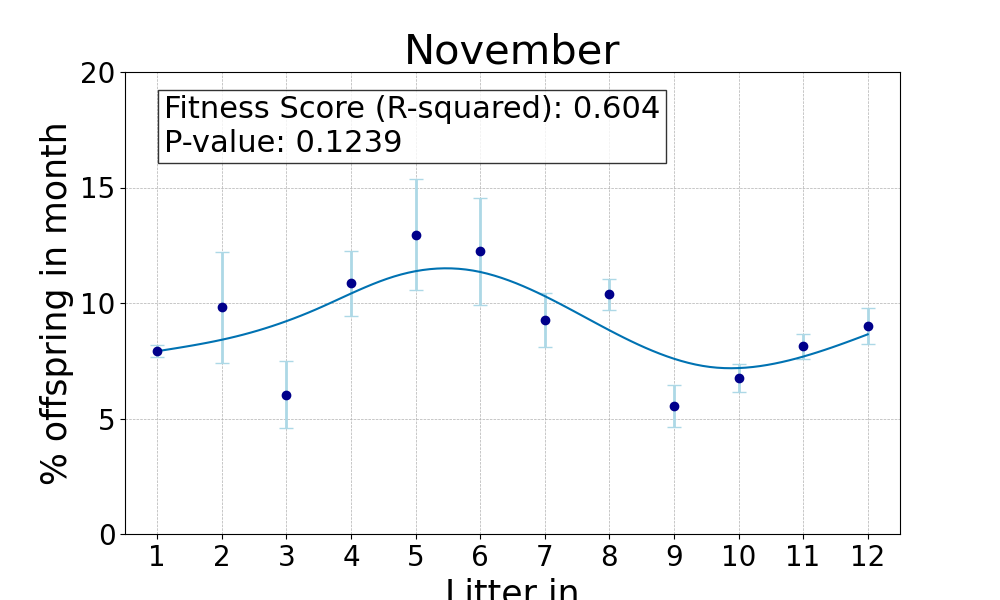 November
Fitness Score (R-squared): 0.604
P-value: 0.1239
% offspring in month
20
15
10
5
0
1 2 3 4 5 6 7 8 9 10 11 12
Litter in